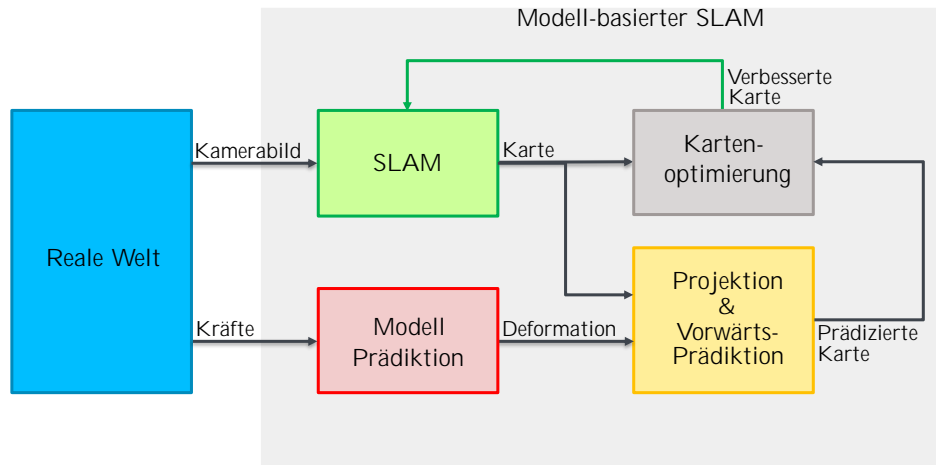 Modell-basierter SLAM
Verbesserte
Karte
Kamerabild
SLAM
Karte
Karten-
optimierung
Reale Welt
Kräfte
Modell
Prädiktion
Deformation
Projektion
&
Vorwärts-
Prädiktion
Prädizierte
Karte